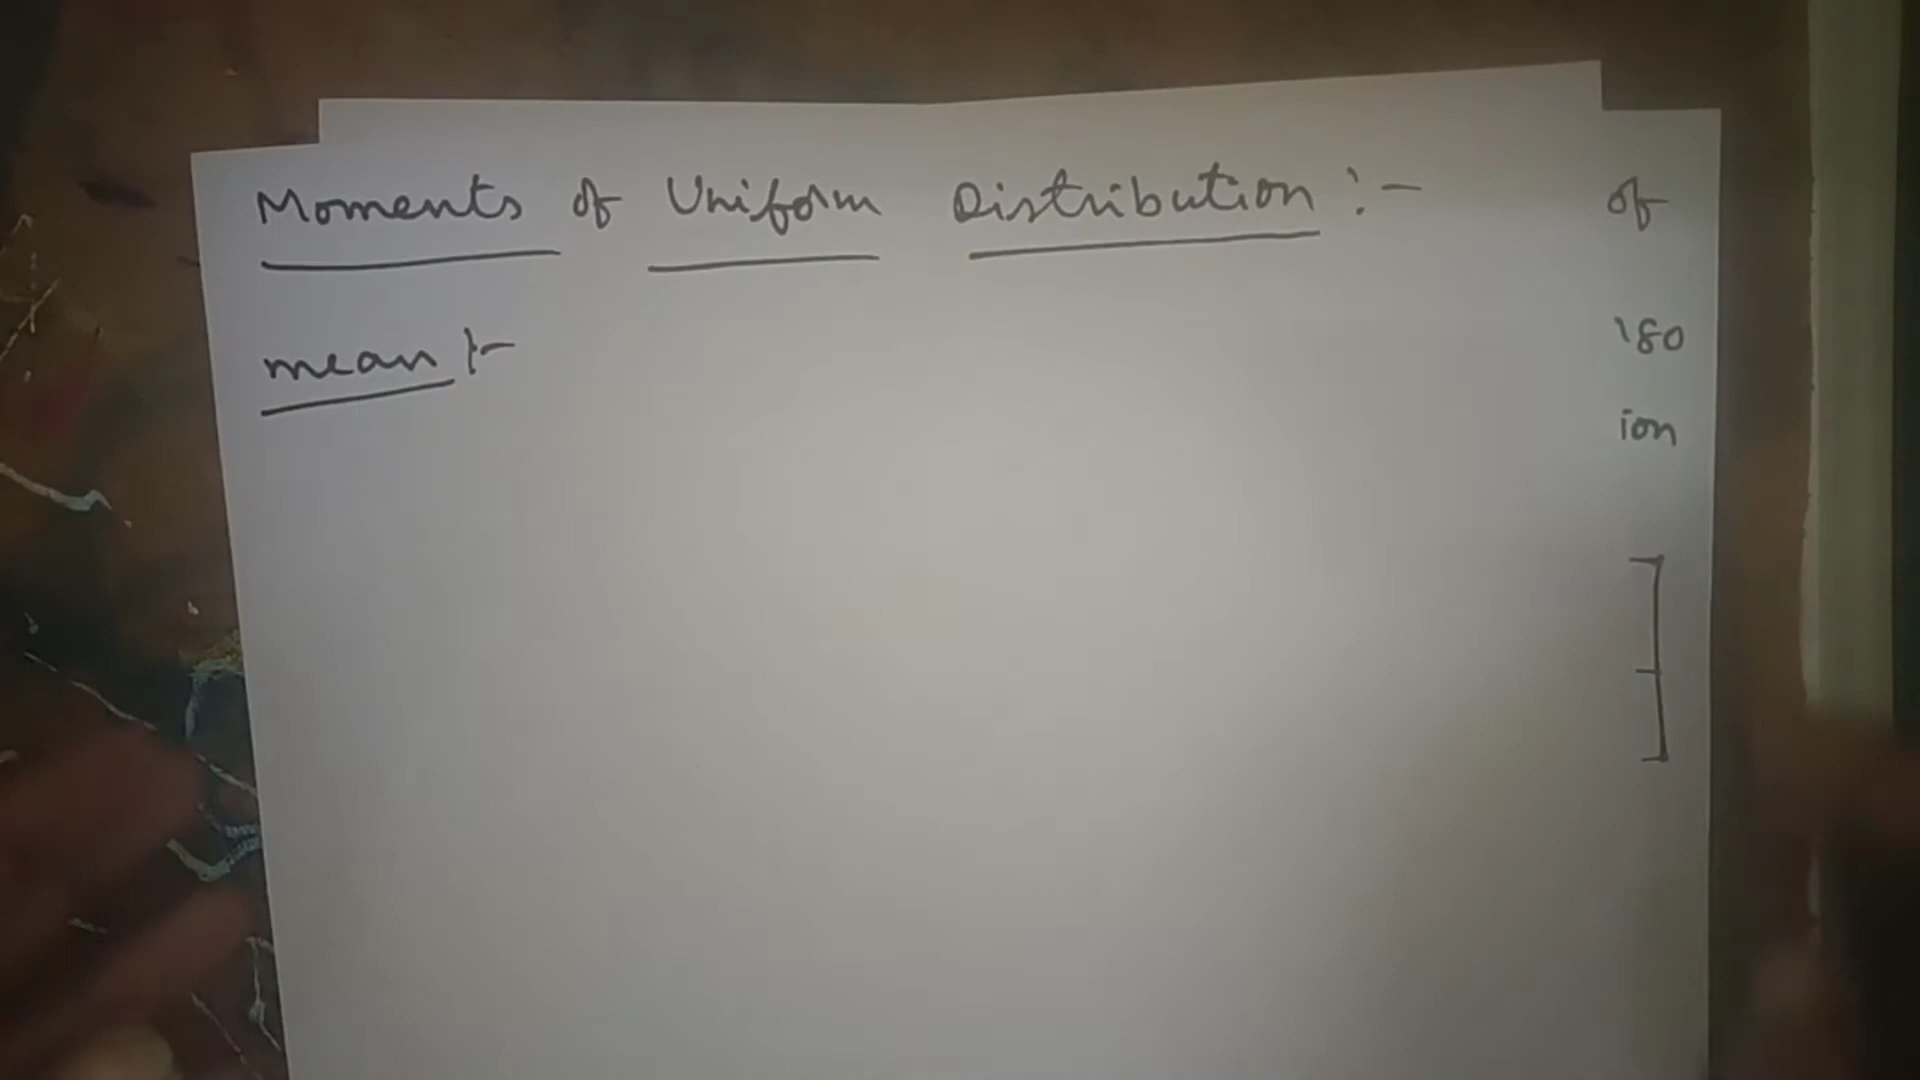 Moments of Uniform Distribution :-
mean :-
of
180
ion